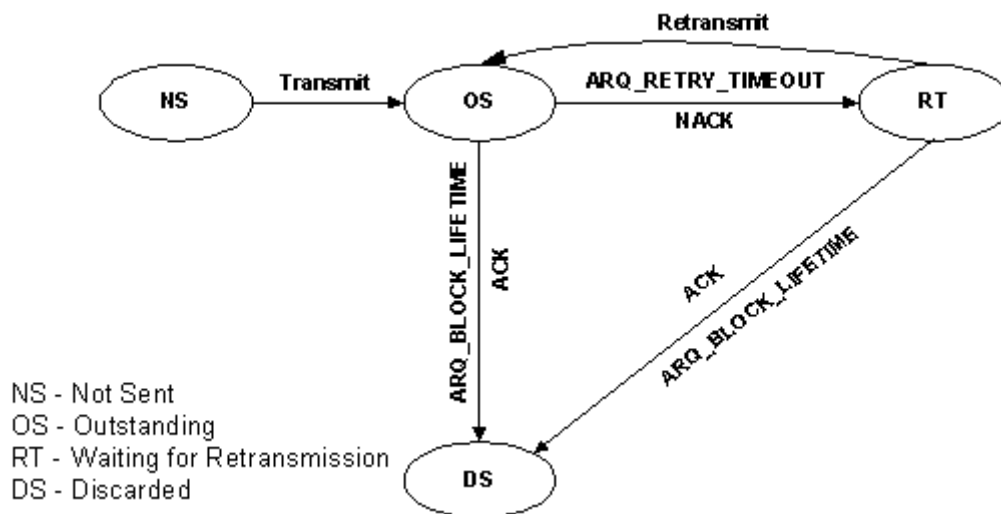 Retransmit
NS
Transmit
OS
ARQ_RETRY_TIMEOUT
NACK
RT
ARQ_BLOCK_LIFETIME
ACK
ACK
ARQ_BLOCK_LIFETIME
NS - Not Sent
OS - Outstanding
RT - Waiting for Retransmission
DS - Discarded
DS